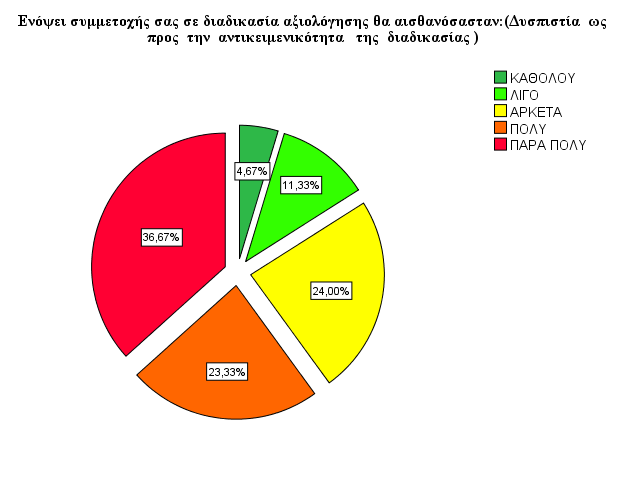 Ενόψει συμμετοχής σας σε διαδικασία αξιολόγησης θα αισθανόσασταν:(Δυσπιστία ως
προς την αντικειμενικότητα της διαδικασίας )
ΚΑΘΟΛΟΥ
ΛΙΓΟ
ΑΡΚΕΤΑ
ΠΟΛΥ
ΠΑΡΑ ΠΟΛΥ
4,67%
11,33%
36,67%
24,00%
23,33%